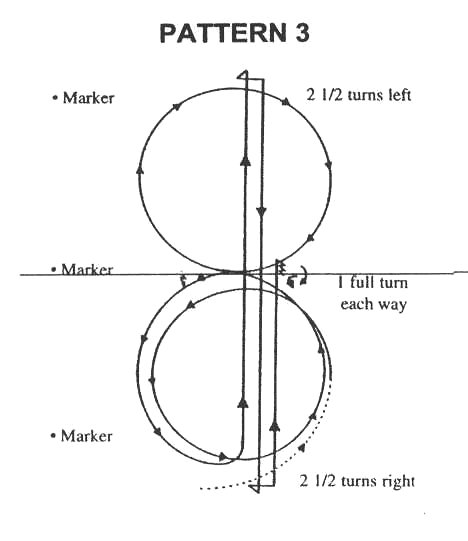 PATTERN 3
• Marker
2 1/2 turns left
• Marker
1 full turn
each way
• Marker
2 1/2 turns right